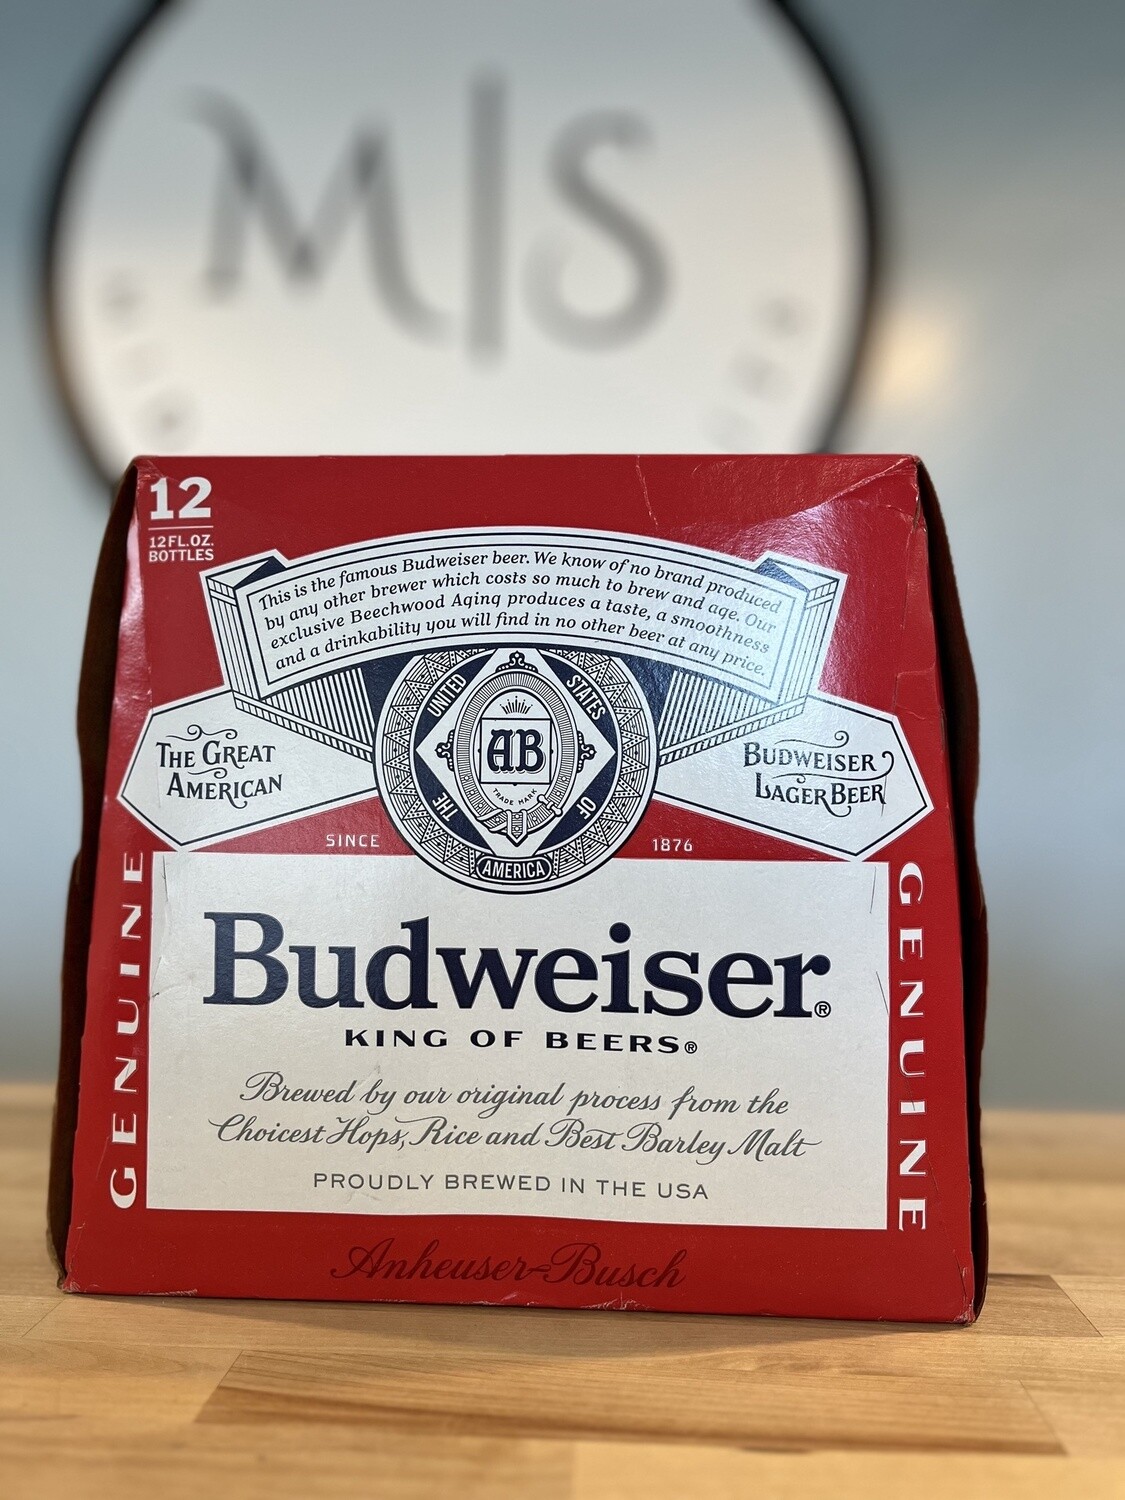 M|S
12
12 FL.OZ.
BOTTLES
This is the famous Budweiser beer. We know of no brand produced
by any other brewer which costs so much to brew and age. Our
exclusive Beechwood Aging produces a taste, a smoothness
and a drinkability you will find in no other beer at any price.
UNITED
STATES
THE GREAT
AMERICAN
AB
TRADE MARK
BUDWEISER
LAGER BEER
THE
OF
SINCE
1876
AMERICA
GENUINE
GENUINE
Budweiser®
KING OF BEERS®
Brewed by our original process from the
Choicest Hops, Rice and Best Barley Malt
PROUDLY BREWED IN THE USA
Anheuser-Busch